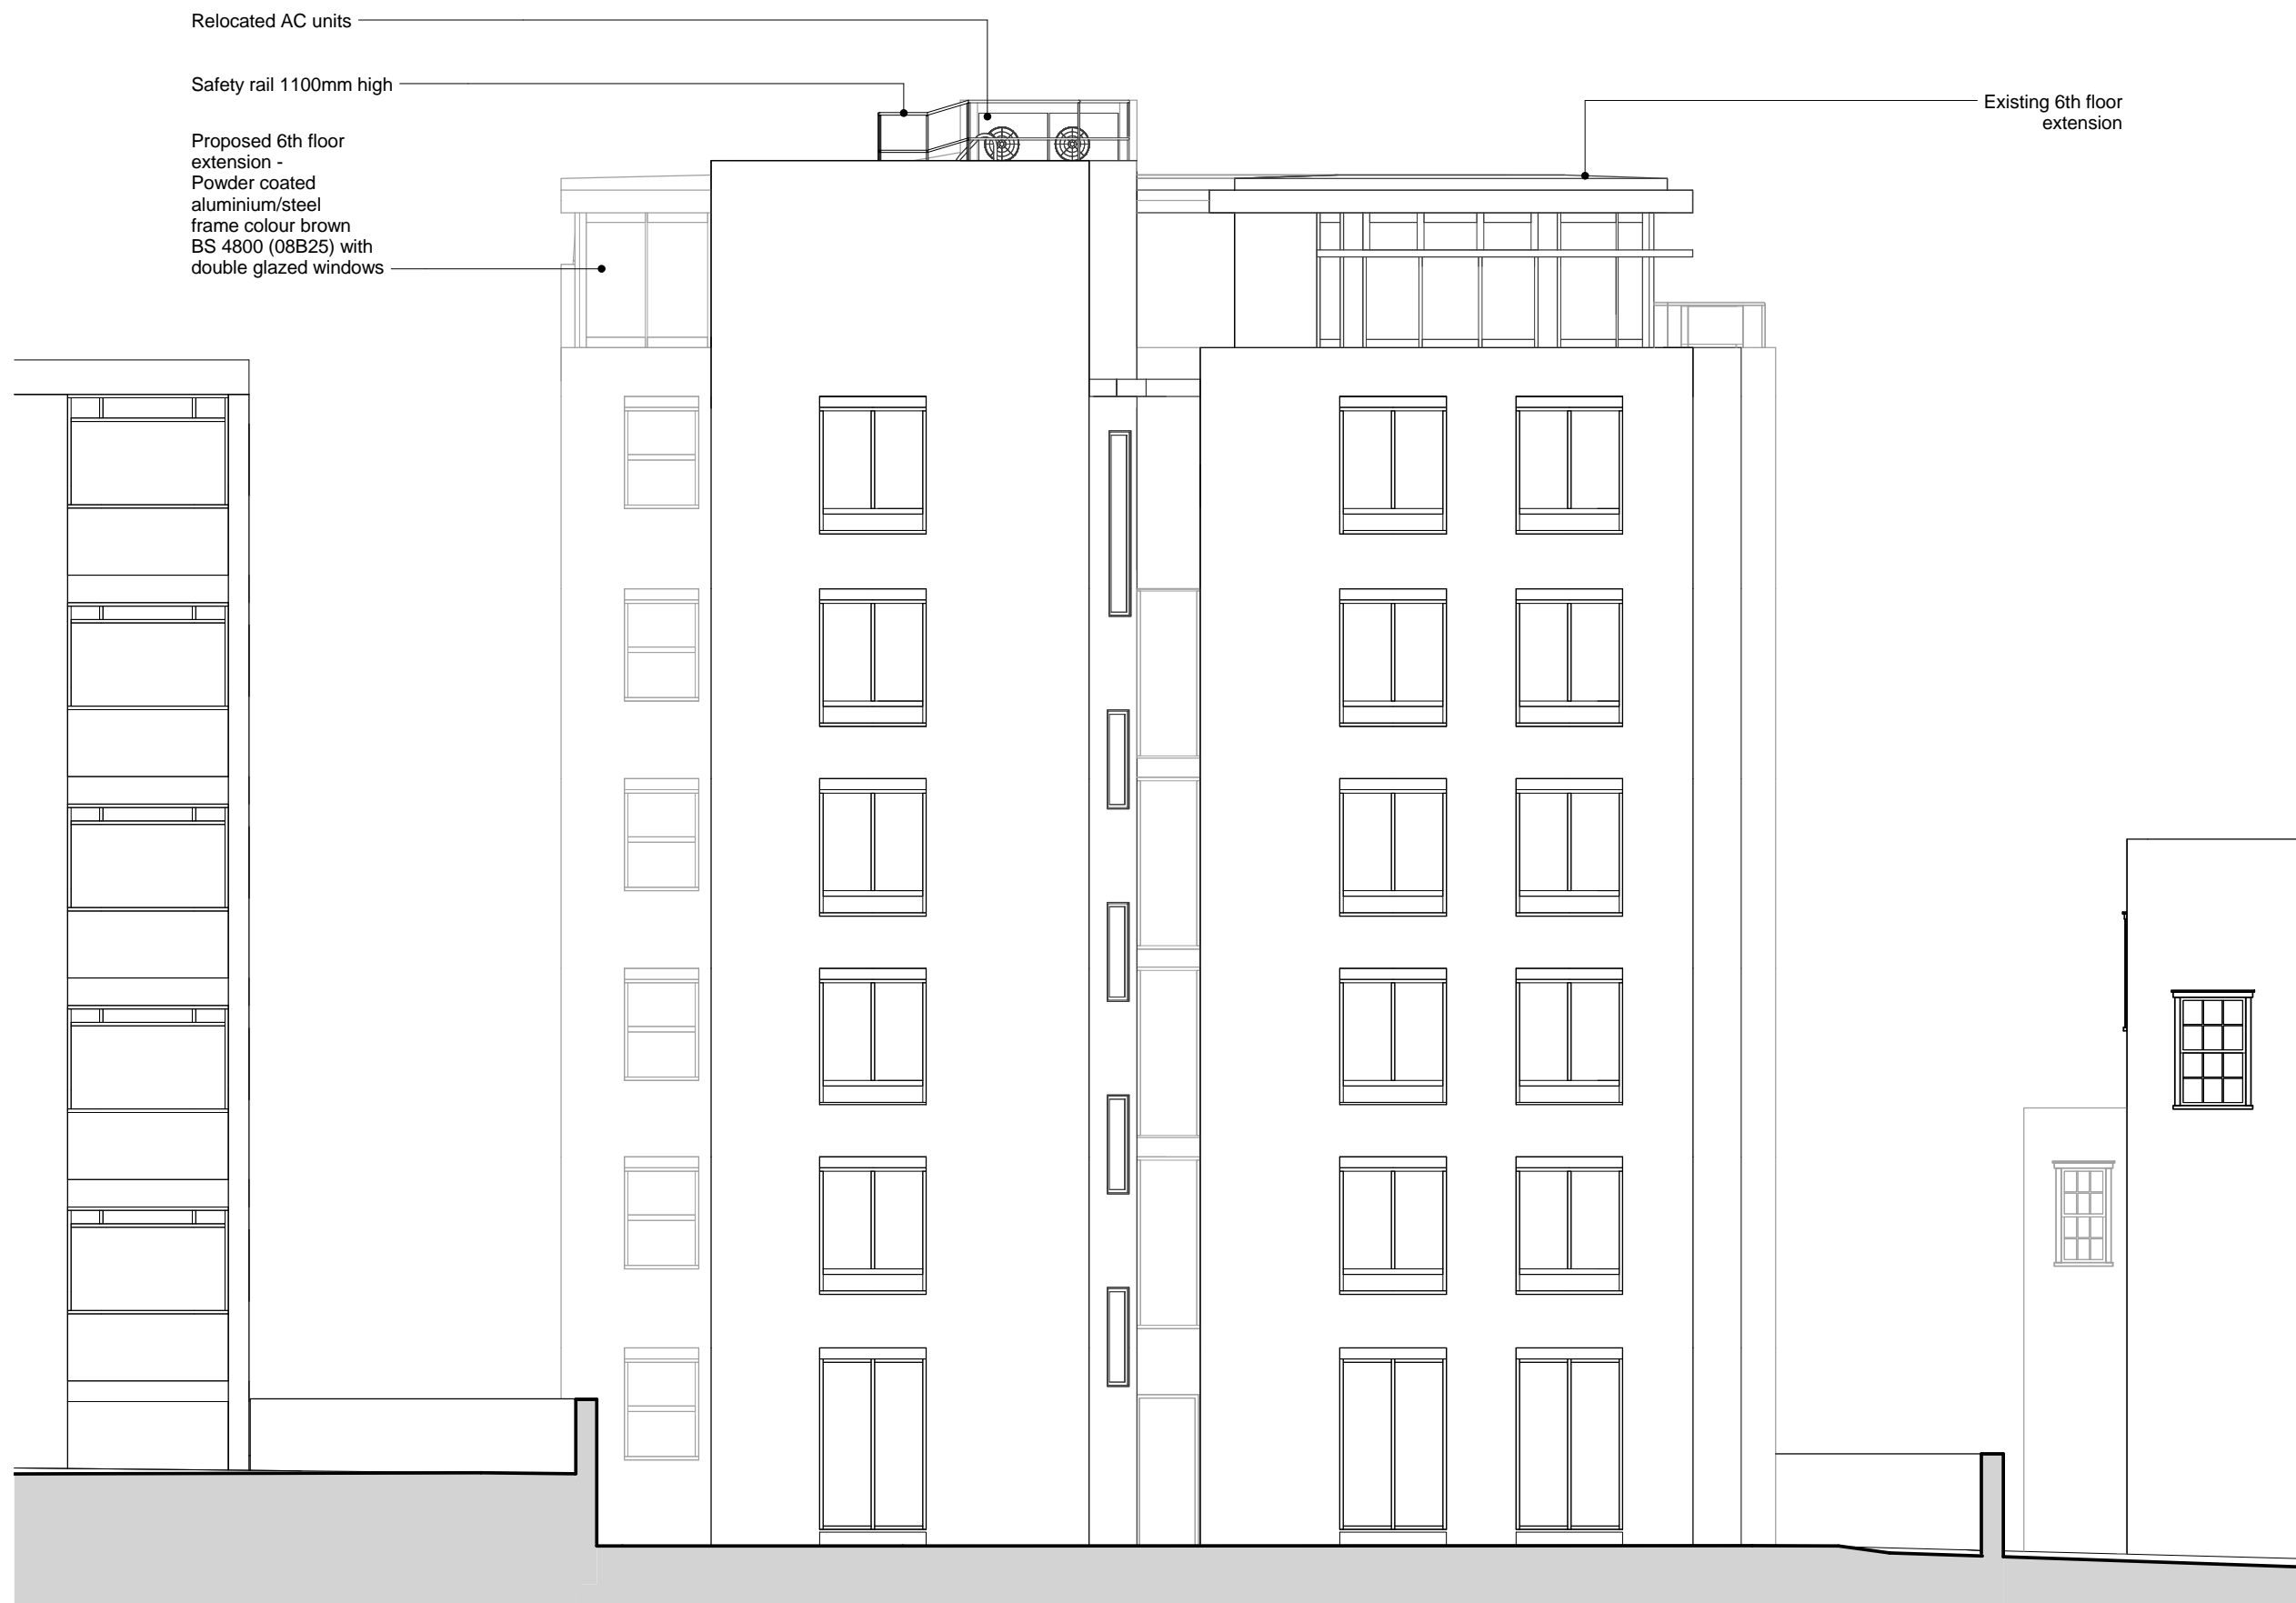 Relocated AC units
Safety rail 1100mm high
Existing 6th floor
extension
Proposed 6th floor
extension -
Powder coated
aluminium/steel
frame colour brown
BS 4800 (08B25) with
double glazed windows